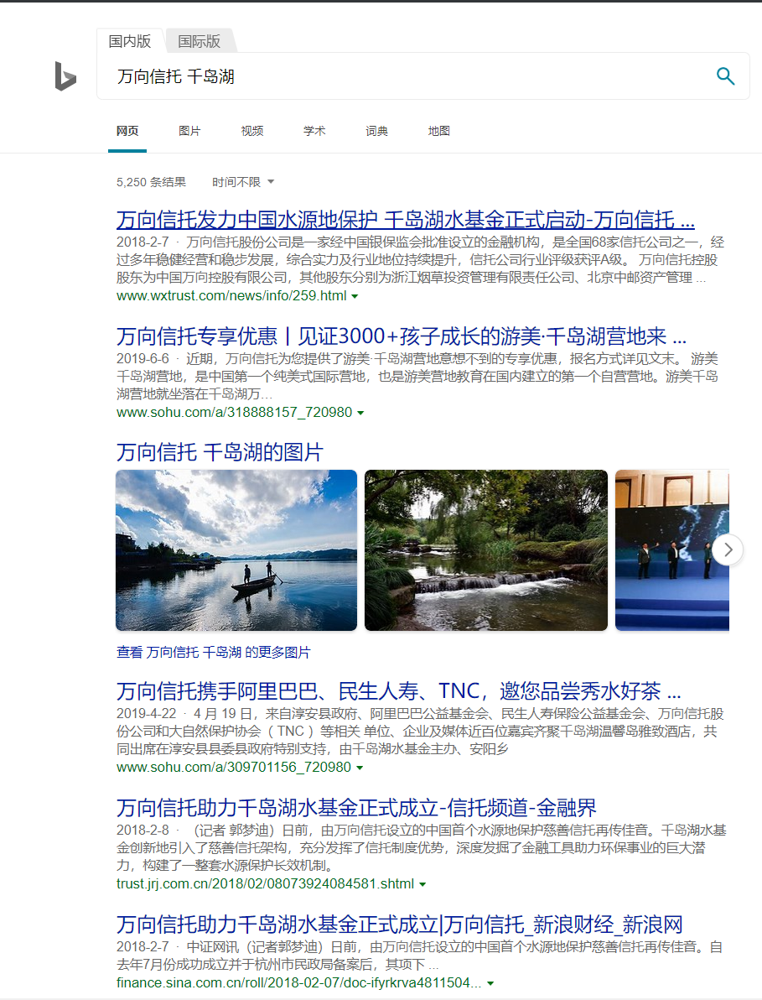 国内版
国际版
万向信托 千岛湖
网页
图片
视频
学术
词典
地图
5,250 条结果
时间不限
万向信托发力中国水源地保护 千岛湖水基金正式启动-万向信托 ...
2018-2-7 · 万向信托股份公司是一家经中国银保监会批准设立的金融机构，是全国68家信托公司之一，经
过多年稳健经营和稳步发展，综合实力及行业地位持续提升，信托公司行业评级获评A级。 万向信托控股
股东为中国万向控股有限公司，其他股东分别为浙江烟草投资管理有限责任公司、北京中邮资产管理 ...
www.wxtrust.com/news/info/259.html
万向信托专享优惠丨见证3000+孩子成长的游美·千岛湖营地来 ...
2019-6-6 · 近期，万向信托为您提供了游美·千岛湖营地意想不到的专享优惠，报名方式详见文末。 游美
千岛湖营地，是中国第一个纯美式国际营地，也是游美营地教育在国内建立的第一个自营营地。游美千岛
湖营地就坐落在千岛湖万...
www.sohu.com/a/318888157_720980
万向信托 千岛湖的图片
查看 万向信托 千岛湖 的更多图片
万向信托携手阿里巴巴、民生人寿、TNC，邀您品尝秀水好茶 ...
2019-4-22 · 4 月 19 日，来自淳安县政府、阿里巴巴公益基金会、民生人寿保险公益基金会、万向信托股
份公司和大自然保护协会（ TNC ）等相关 单位、企业及媒体近百位嘉宾齐聚千岛湖温馨岛雅致酒店，共
同出席在淳安县县委县政府特别支持，由千岛湖水基金主办、安阳乡
www.sohu.com/a/309701156_720980
万向信托助力千岛湖水基金正式成立-信托频道-金融界
2018-2-8 · （记者 郭梦迪）日前，由万向信托设立的中国首个水源地保护慈善信托再传佳音。千岛湖水基
金创新地引入了慈善信托架构，充分发挥了信托制度优势，深度发掘了金融工具助力环保事业的巨大潜
力，构建了一整套水源保护长效机制。
trust.jrj.com.cn/2018/02/08073924084581.shtml
万向信托助力千岛湖水基金正式成立|万向信托_新浪财经_新浪网
2018-2-7 · 中证网讯（记者郭梦迪）日前，由万向信托设立的中国首个水源地保护慈善信托再传佳音。自
去年7月份成功成立并于杭州市民政局备案后，其项下 ...
finance.sina.com.cn/roll/2018-02-07/doc-ifyrkrva4811504...